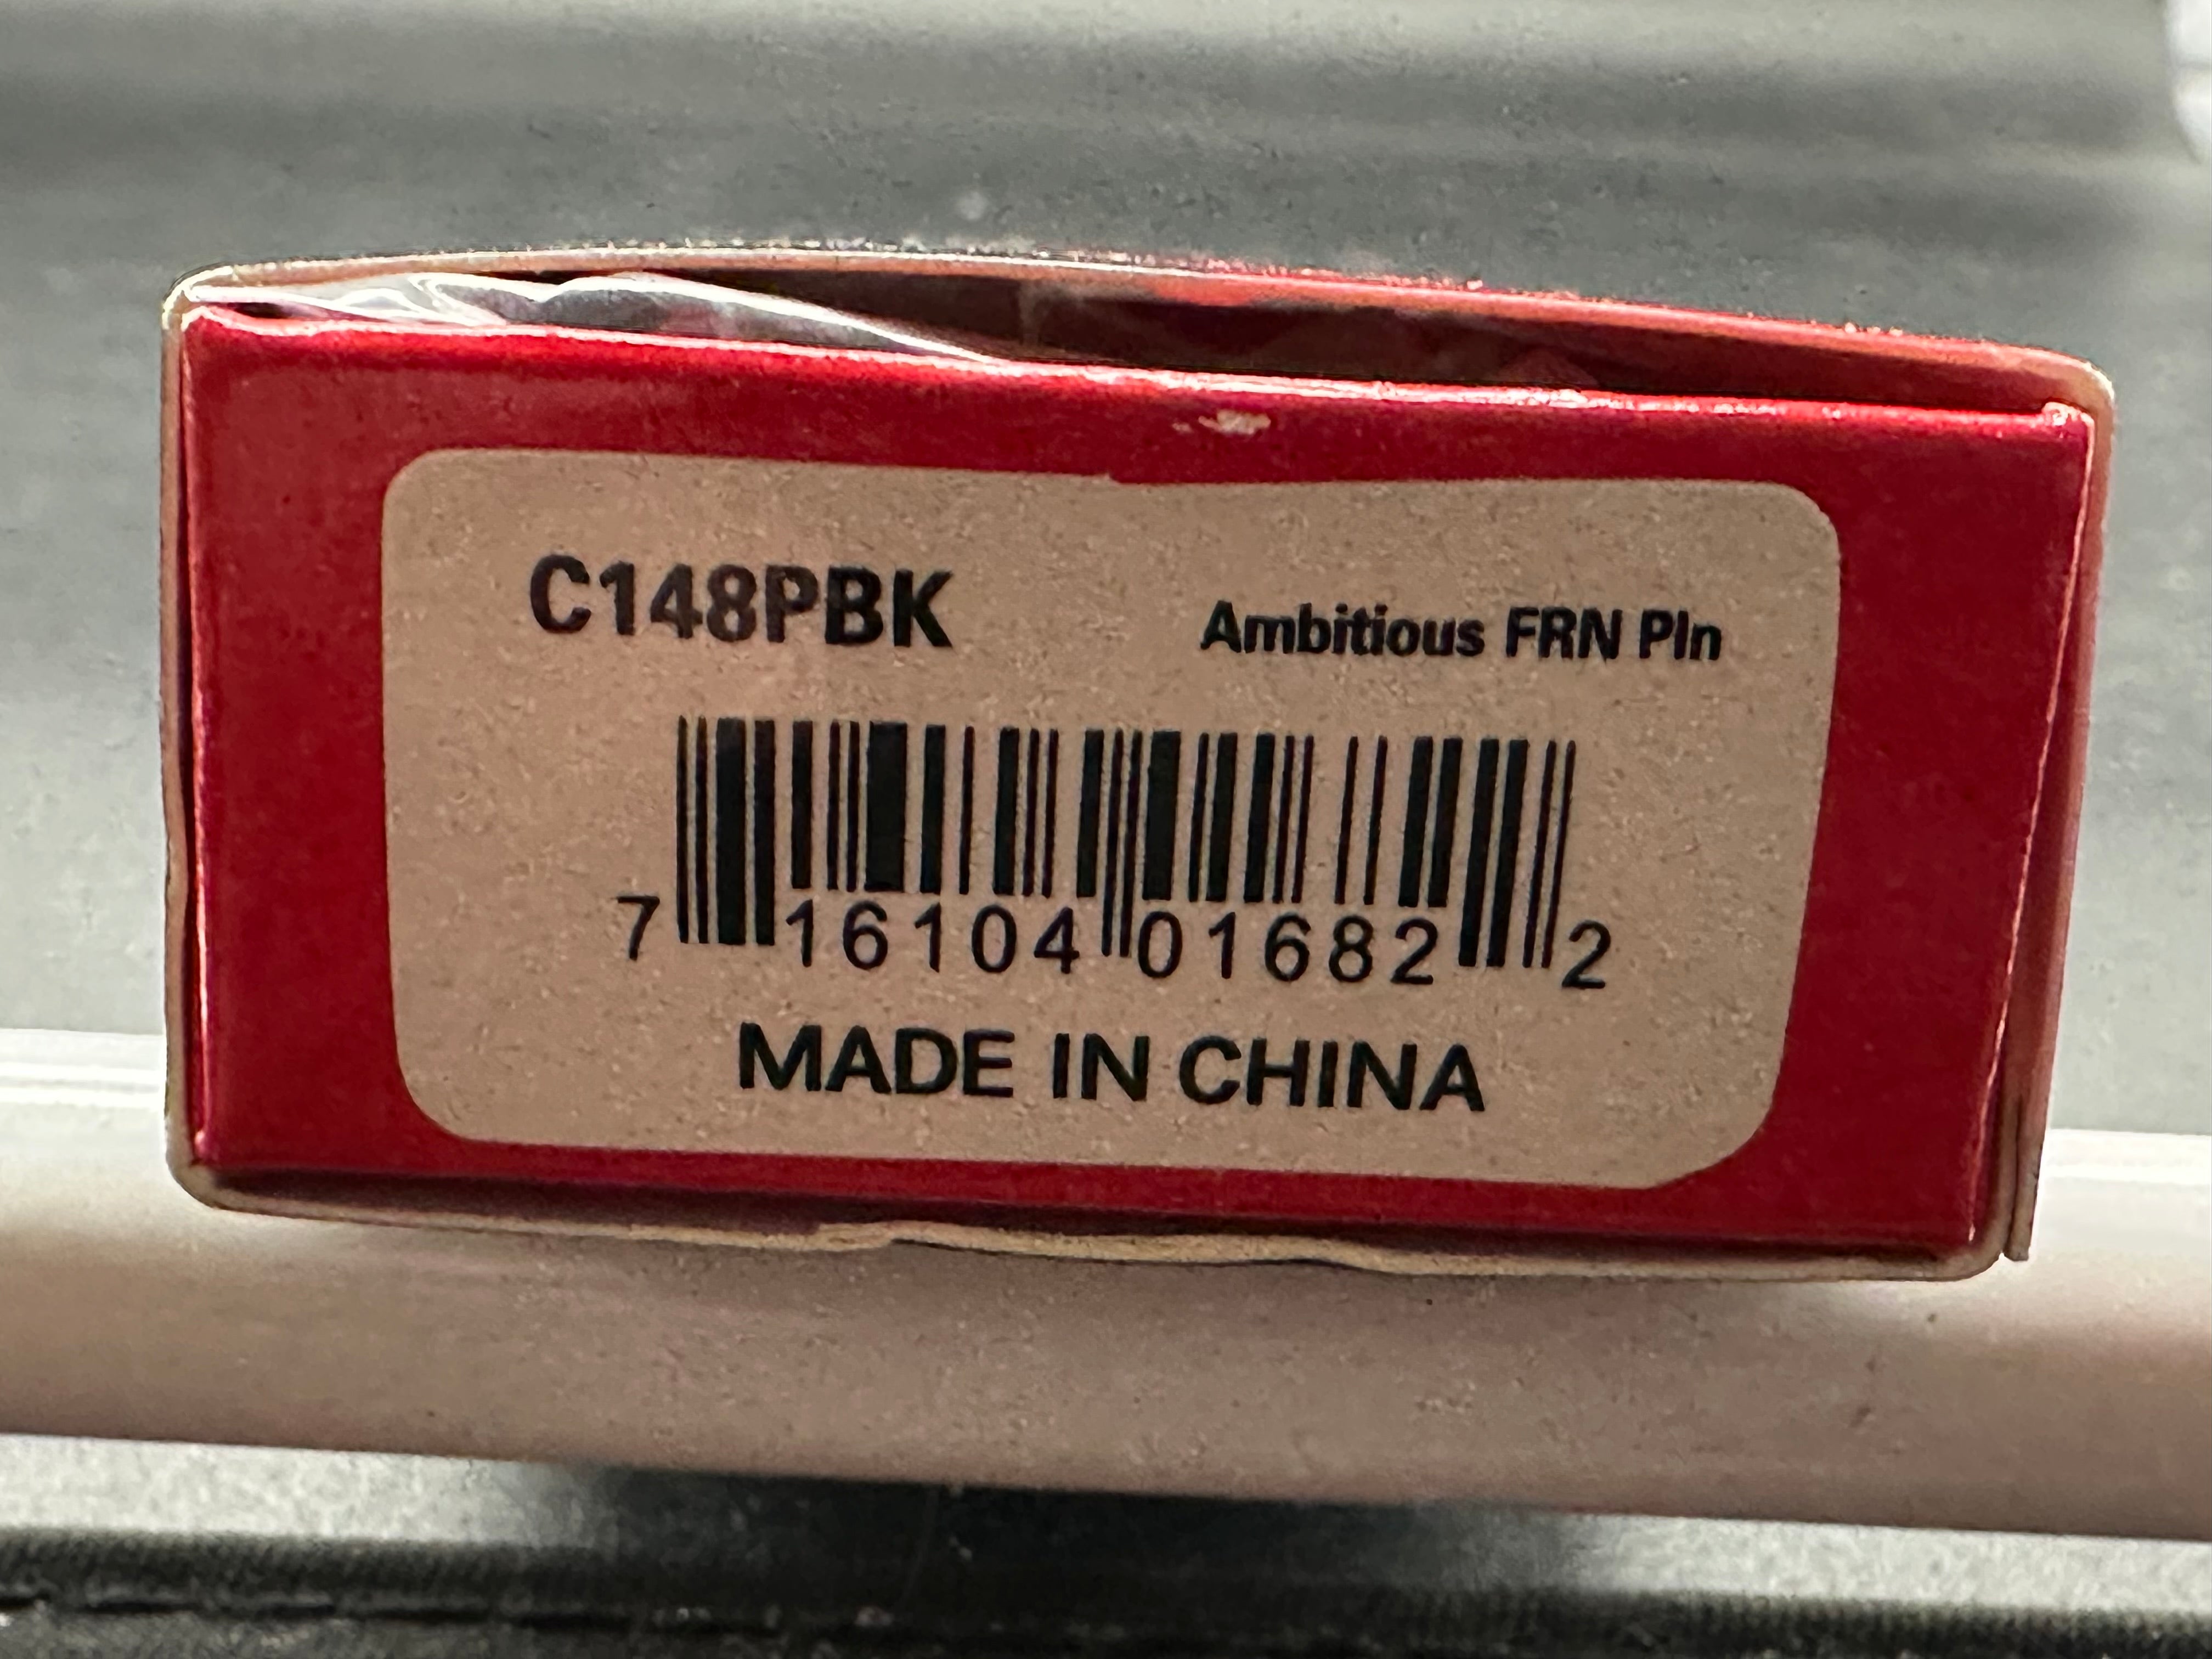 C148PBK Ambitious FRN Pln
7 16104 01682 2
MADE IN CHINA